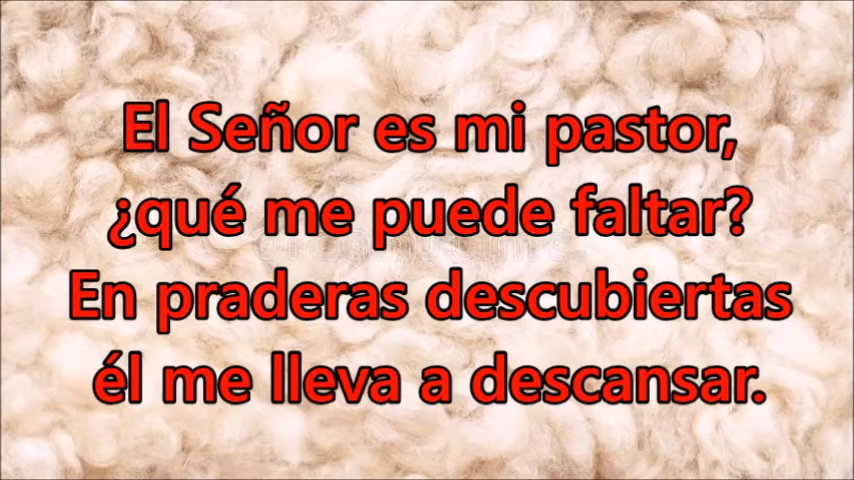 El Señor es mi pastor,
¿qué me puede faltar?
En praderas descubiertas
él me lleva a descansar.